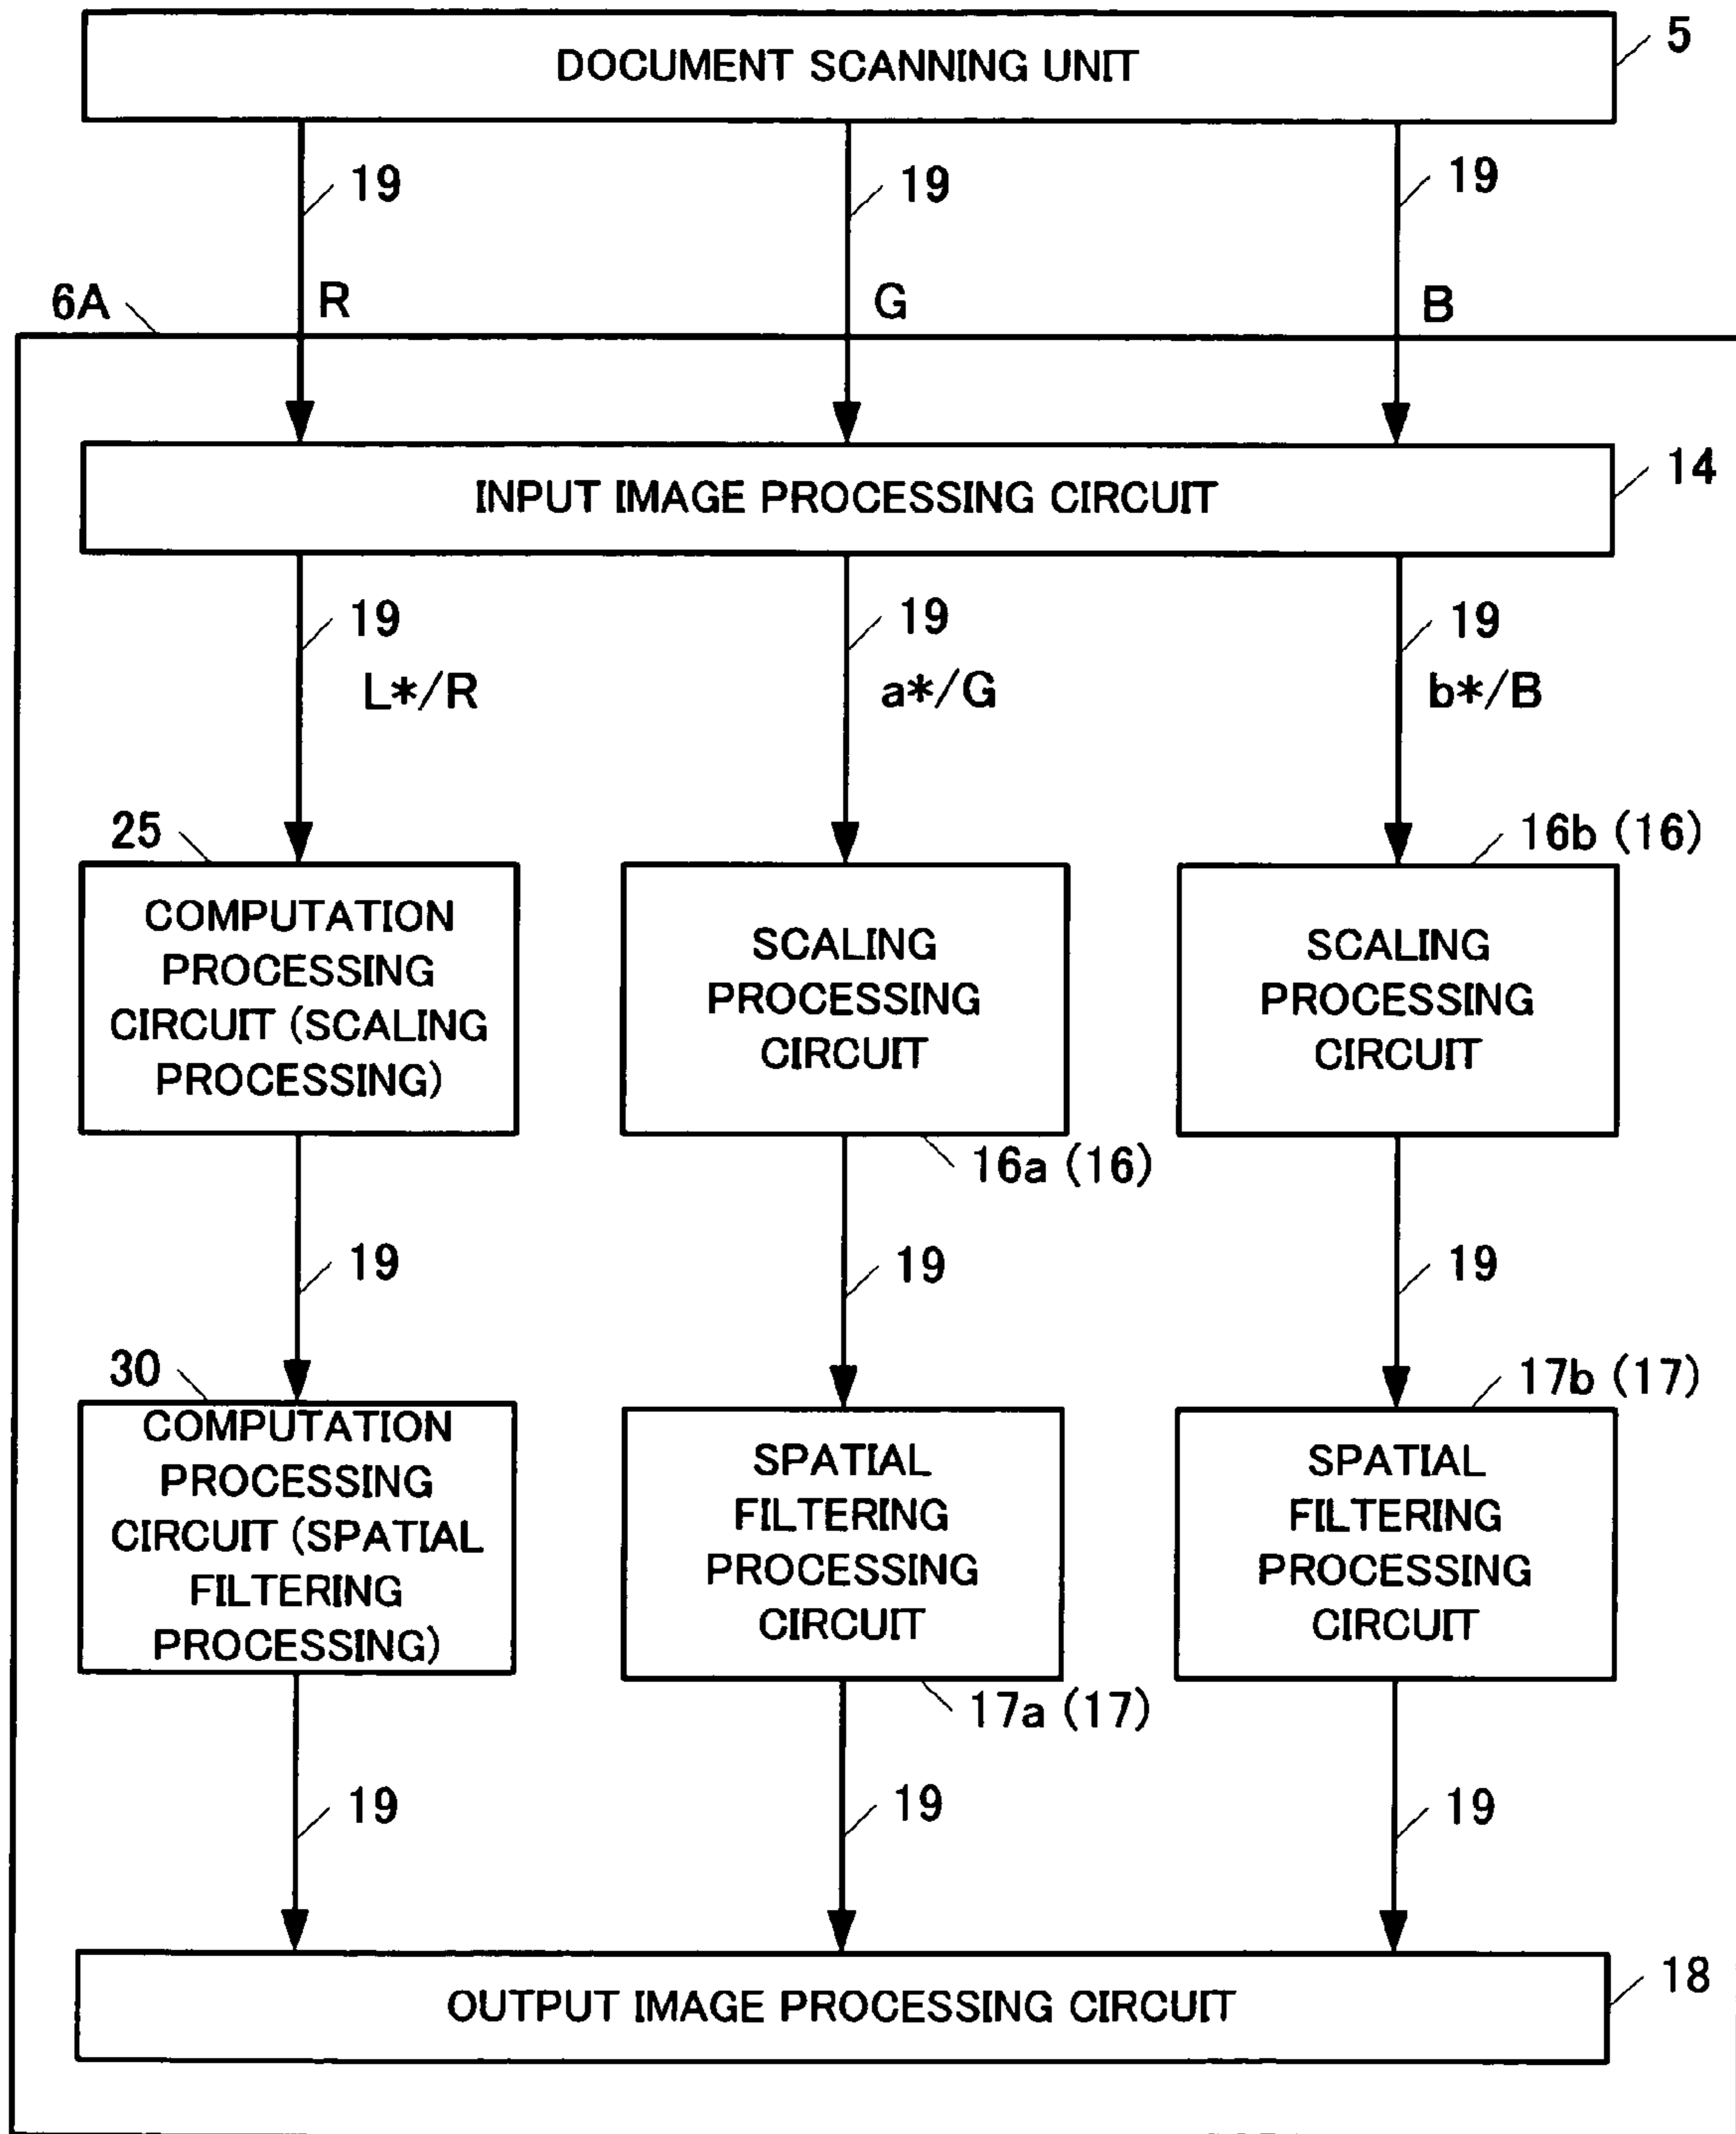 5
DOCUMENT SCANNING UNIT
19
19
19
6A
R
G
B
14
INPUT IMAGE PROCESSING CIRCUIT
19
19
19
L*/R
a*/G
b*/B
25
16b (16)
COMPUTATION
PROCESSING
CIRCUIT (SCALING
PROCESSING)
SCALING
PROCESSING
CIRCUIT
SCALING
PROCESSING
CIRCUIT
16a (16)
19
19
19
30
17b (17)
COMPUTATION
PROCESSING
CIRCUIT (SPATIAL
FILTERING
PROCESSING)
SPATIAL
FILTERING
PROCESSING
CIRCUIT
SPATIAL
FILTERING
PROCESSING
CIRCUIT
17a (17)
19
19
19
18
OUTPUT IMAGE PROCESSING CIRCUIT